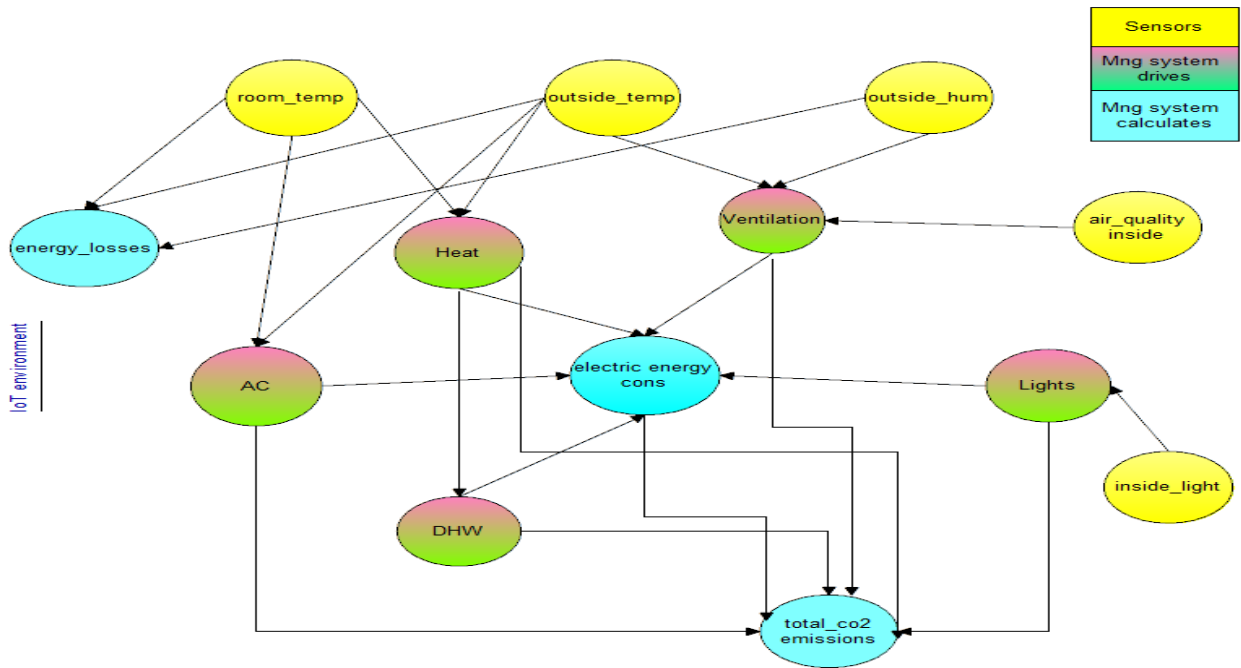 Sensors
Mng system
drives
Mng system
calculates
room_temp
outside_temp
outside_hum
energy_losses
Heat
Ventilation
air_quality
inside
IoT environment
AC
electric energy
cons
Lights
inside_light
DHW
total_co2
emissions